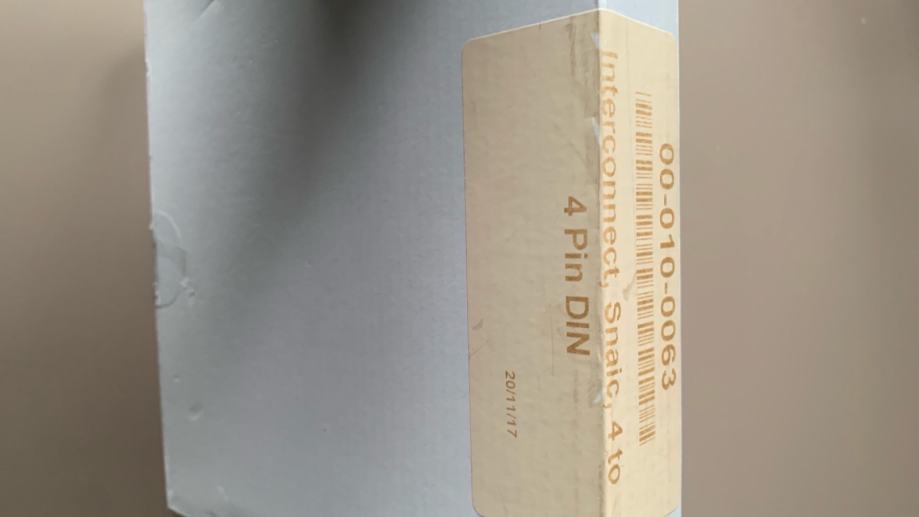 00-010-0063
Interconnect, Snaic, 4 to
4 Pin DIN
20/11/17